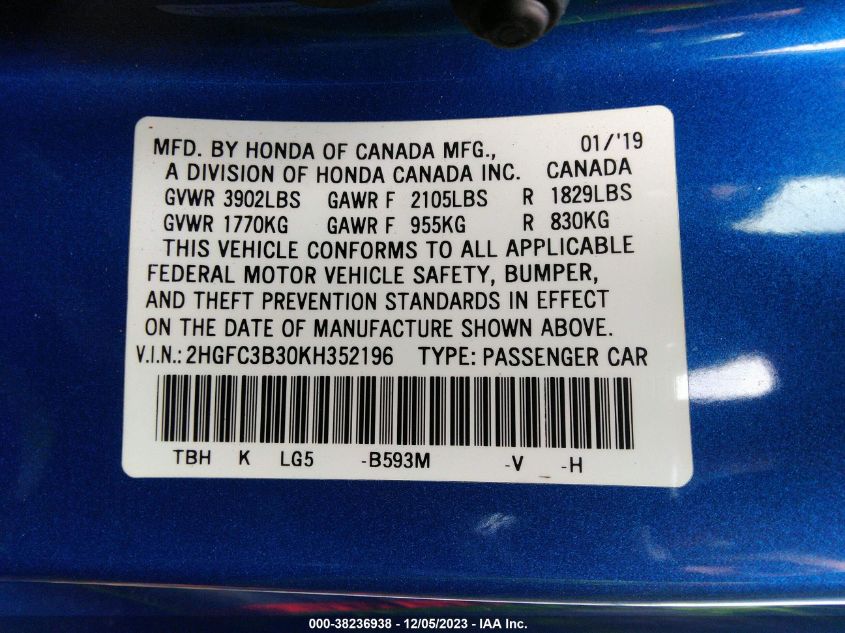 MFD. BY HONDA OF CANADA MFG., 01/'19
A DIVISION OF HONDA CANADA INC. CANADA
GVWR 3902LBS GAWR F 2105LBS R 1829LBS
GVWR 1770KG GAWR F 955KG R 830KG
THIS VEHICLE CONFORMS TO ALL APPLICABLE
FEDERAL MOTOR VEHICLE SAFETY, BUMPER,
AND THEFT PREVENTION STANDARDS IN EFFECT
ON THE DATE OF MANUFACTURE SHOWN ABOVE.
V.I.N.: 2HGFC3B30KH352196 TYPE: PASSENGER CAR
TBH K LG5 -B593M -V _-H
000-38236938 - 12/05/2023 - IAA Inc.